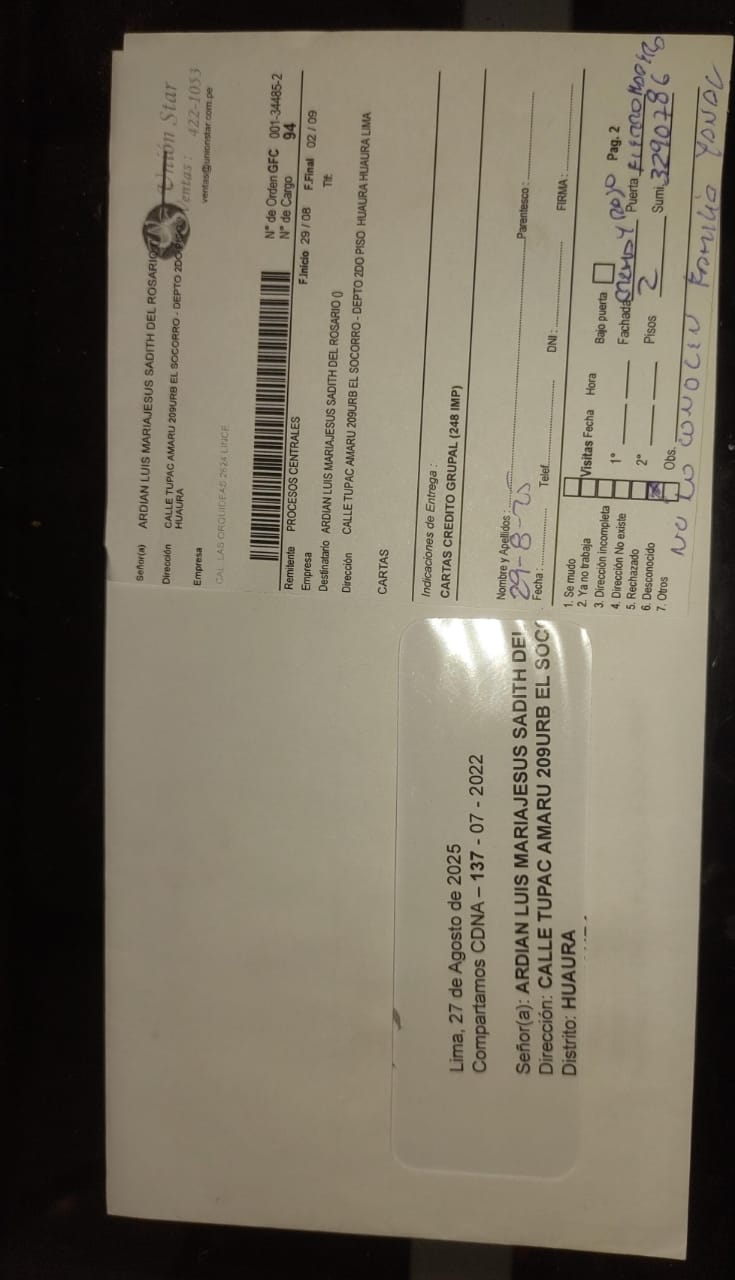 Señor(a) ARDIAN LUIS MARIAJESUS SADITH DEL ROSARIO
Dirección CALLE TUPAC AMARU 209URB EL SOCORRO - DEPTO 2DO PISO
HUAURA
Empresa
Unión Star
Ventas: 422-1053
ventas@unionstar.com.pe
CAL. LAS ORQUIDEAS 2624 LINCE
N° de Orden GFC 001-34485-2
N° de Cargo 94
Remitente PROCESOS CENTRALES
F.Inicio 29 / 08 F.Final 02 / 09
Empresa
Tlf:
Destinatario ARDIAN LUIS MARIAJESUS SADITH DEL ROSARIO ()
Dirección CALLE TUPAC AMARU 209URB EL SOCORRO - DEPTO 2DO PISO HUAURA HUAURA LIMA
CARTAS
Indicaciones de Entrega :
CARTAS CREDITO GRUPAL (248 IMP)
Nombre y Apellidos : Parentesco :
29-8-25
Fecha : Telef. DNI : FIRMA :
1. Se mudo
2. Ya no trabaja
3. Dirección incompleta
4. Dirección No existe
5. Rechazado
6. Desconocido
7. Otros
Visitas Fecha Hora
1°
2°
Bajo puerta Pag. 2
Fachada Puerta
Pisos 2 Sumi. 3290786
Obs.
NO LO CONOCEN FAMILIA
Lima, 27 de Agosto de 2025
Compartamos CDNA – 137 - 07 - 2022
Señor(a): ARDIAN LUIS MARIAJESUS SADITH DEL
Dirección: CALLE TUPAC AMARU 209URB EL SOCO
Distrito: HUAURA